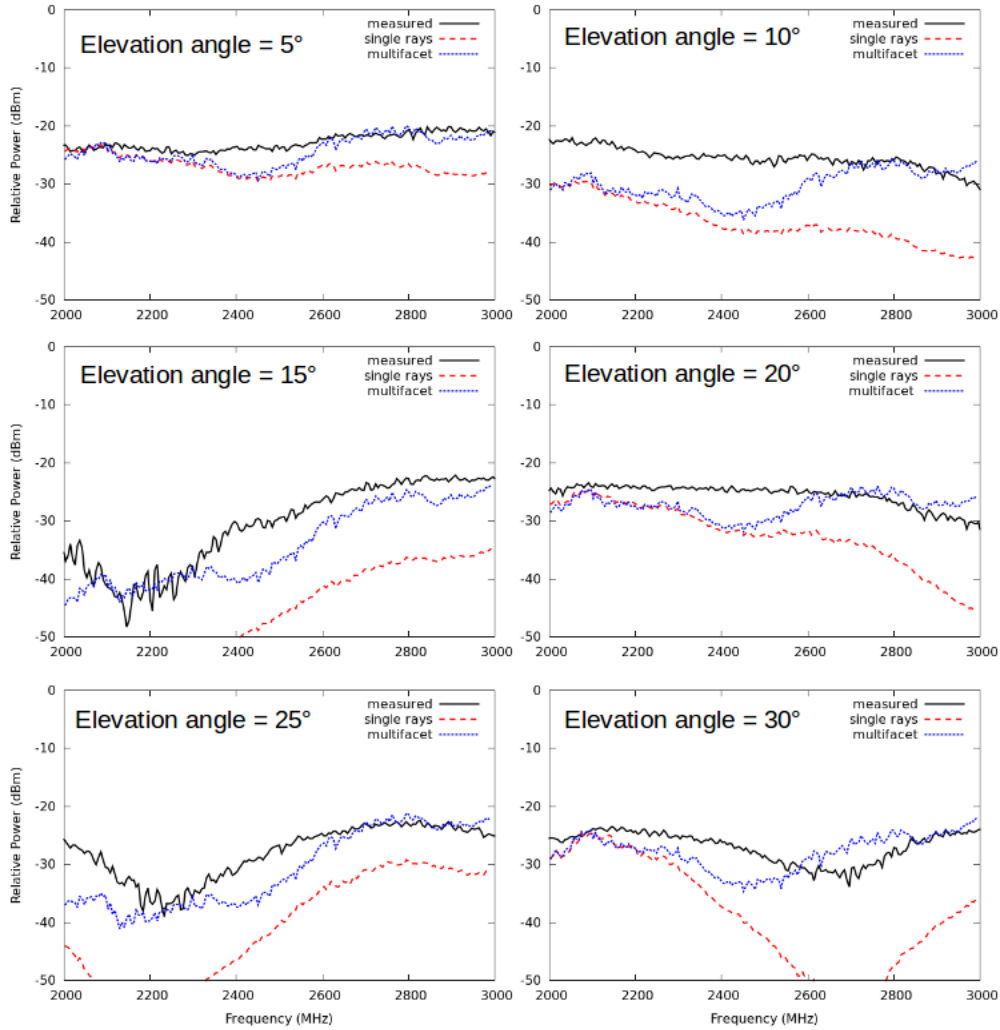 Elevation angle = 5°
measured
single rays
multifacet
Relative Power (dBm)
0
-10
-20
-30
-40
-50
2000
2200
2400
2600
2800
3000
Elevation angle = 10°
measured
single rays
multifacet
0
-10
-20
-30
-40
-50
2000
2200
2400
2600
2800
3000
Elevation angle = 15°
measured
single rays
multifacet
Relative Power (dBm)
0
-10
-20
-30
-40
-50
2000
2200
2400
2600
2800
3000
Elevation angle = 20°
measured
single rays
multifacet
0
-10
-20
-30
-40
-50
2000
2200
2400
2600
2800
3000
Elevation angle = 25°
measured
single rays
multifacet
Relative Power (dBm)
0
-10
-20
-30
-40
-50
2000
2200
2400
2600
2800
3000
Frequency (MHz)
Elevation angle = 30°
measured
single rays
multifacet
0
-10
-20
-30
-40
-50
2000
2200
2400
2600
2800
3000
Frequency (MHz)